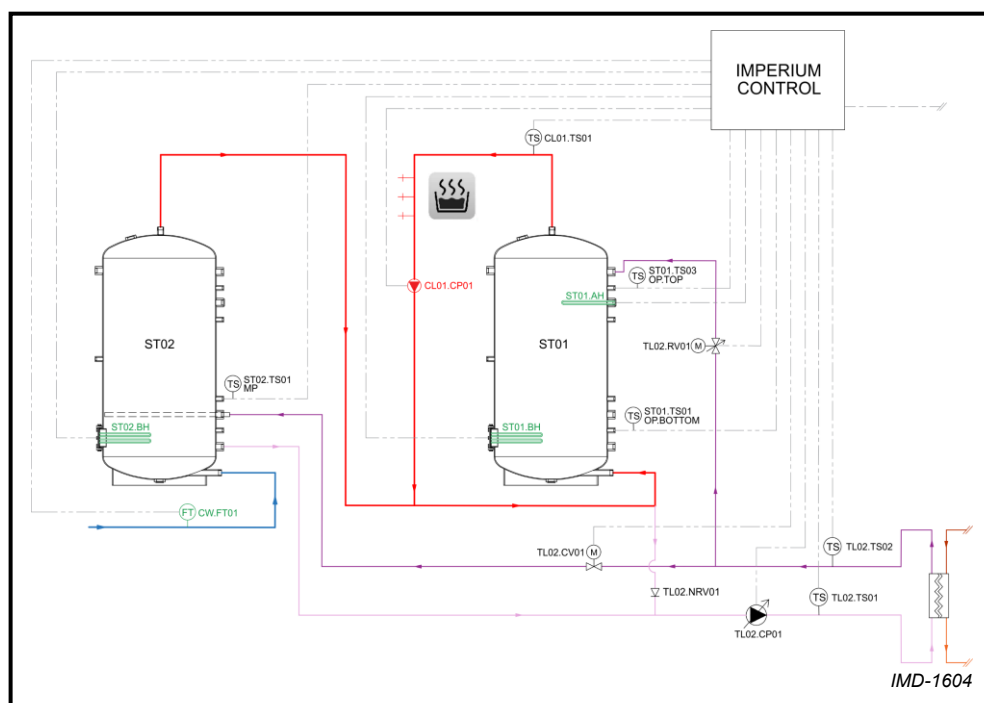 IMPERIUM
CONTROL
TS CL01.TS01
TS ST01.TS03
OP.TOP
CL01.CP01
ST01.AH
ST02
ST01
TL02.RV01 M
TS ST02.TS01
MP
TS ST01.TS01
OP.BOTTOM
ST02.BH
ST01.BH
FT CW.FT01
TL02.CV01 M
TS TL02.TS02
TL02.NRV01
TS TL02.TS01
TL02.CP01
IMD-1604